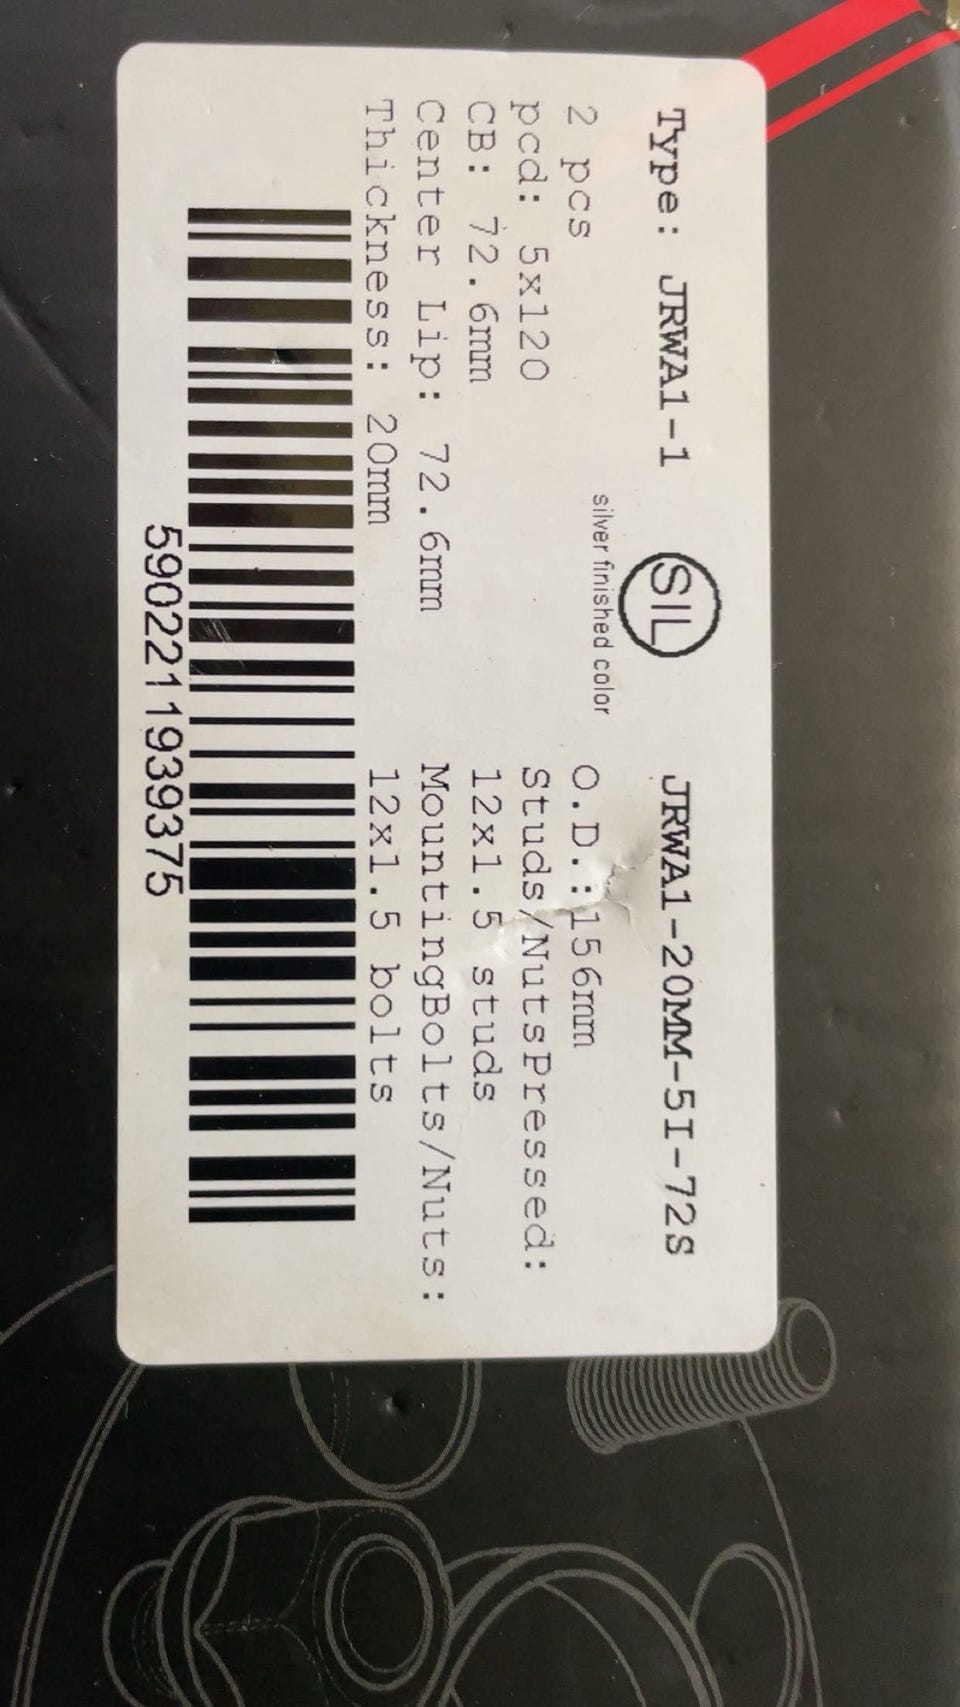 Type: JRWA1-1 SIL JRWA1-20MM-5I-72S
silver finished color
2 pcs O.D.:156mm
pcd: 5x120 Studs/NutsPressed:
CB: 72.6mm 12x1.5 studs
Center Lip: 72.6mm MountingBolts/Nuts:
Thickness: 20mm 12x1.5 bolts
5902211939375